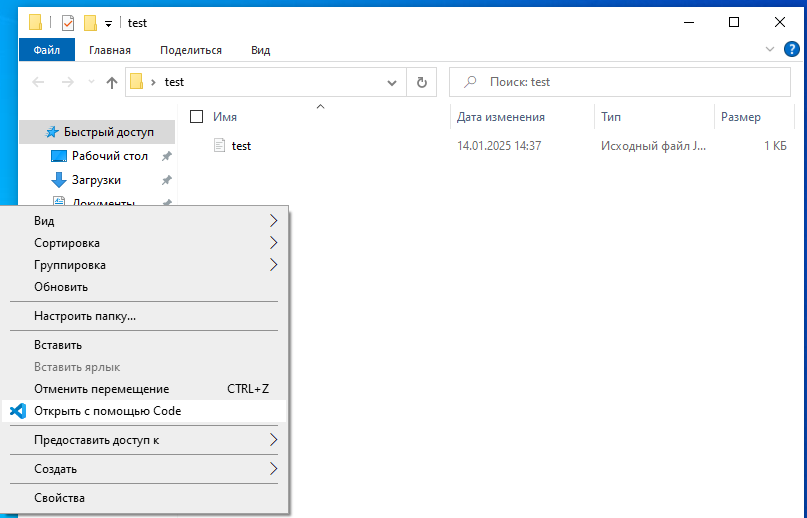 test
Файл Главная Поделиться Вид
test Поиск: test
Имя Дата изменения Тип Размер
test 14.01.2025 14:37 Исходный файл J... 1 КБ
Быстрый доступ
Рабочий стол
Загрузки
Документы
Вид
Сортировка
Группировка
Обновить
Настроить папку...
Вставить
Вставить ярлык
Отменить перемещение CTRL+Z
Открыть с помощью Code
Предоставить доступ к
Создать
Свойства